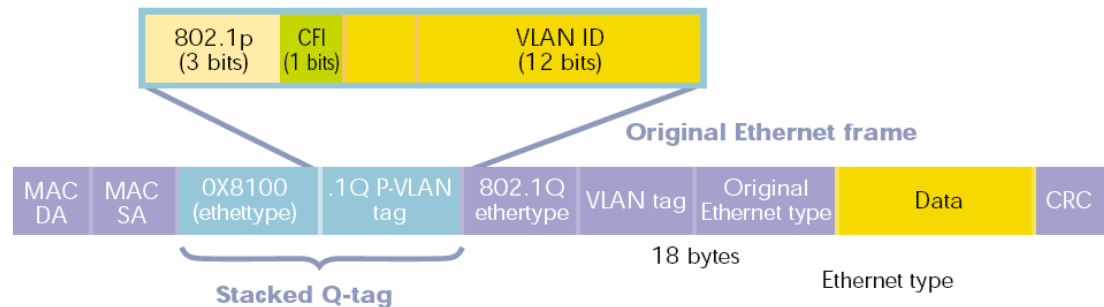 802.1p CFI VLAN ID
(3 bits) (1 bits) (12 bits)
Original Ethernet frame
MAC DA
MAC SA
0X8100 (ethettype)
.1Q P-VLAN tag
802.1Q ethertype
VLAN tag
Original Ethernet type
Data
CRC
18 bytes
Ethernet type
Stacked Q-tag